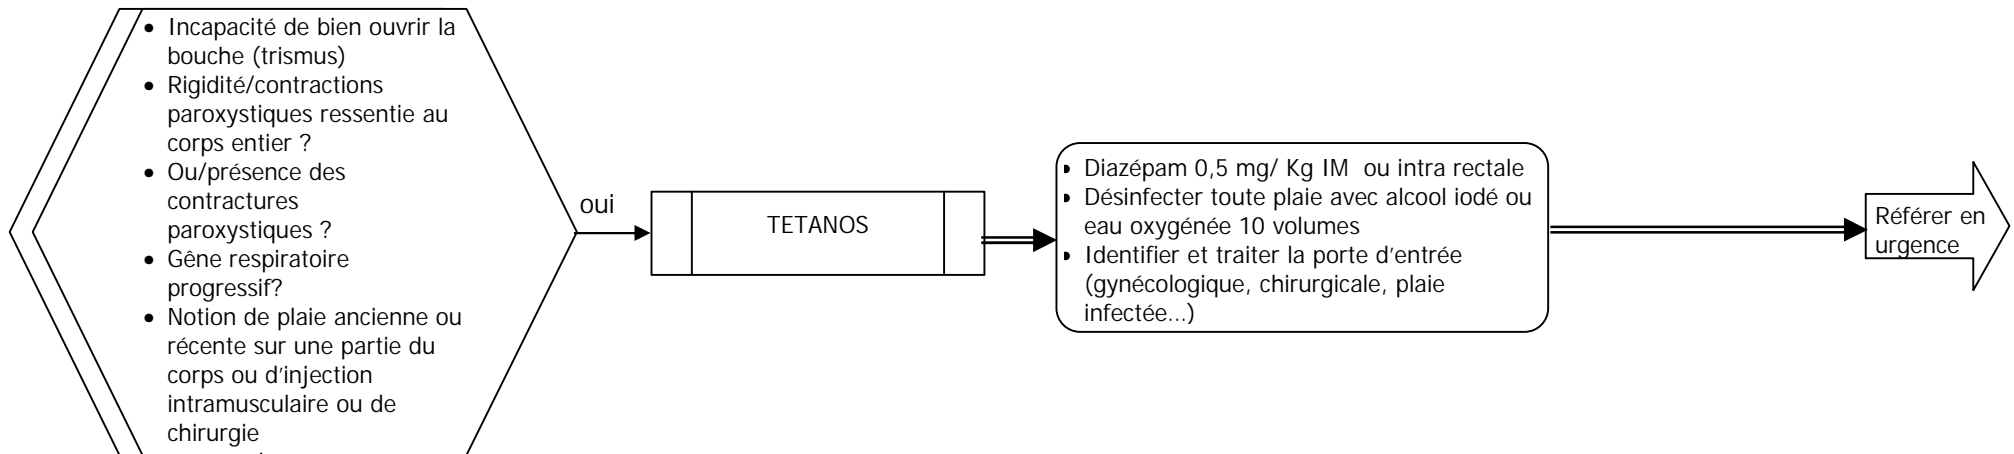 • Incapacité de bien ouvrir la
bouche (trismus)
• Rigidité/contractions
paroxystiques ressentie au
corps entier ?
• Ou/présence des
contractures
paroxystiques ?
• Gêne respiratoire
progressif?
• Notion de plaie ancienne ou
récente sur une partie du
corps ou d'injection
intramusculaire ou de
chirurgie
oui
TETANOS
• Diazépam 0,5 mg/ Kg IM ou intra rectale
• Désinfecter toute plaie avec alcool iodé ou
eau oxygénée 10 volumes
• Identifier et traiter la porte d'entrée
(gynécologique, chirurgicale, plaie
infectée...)
Référer en
urgence